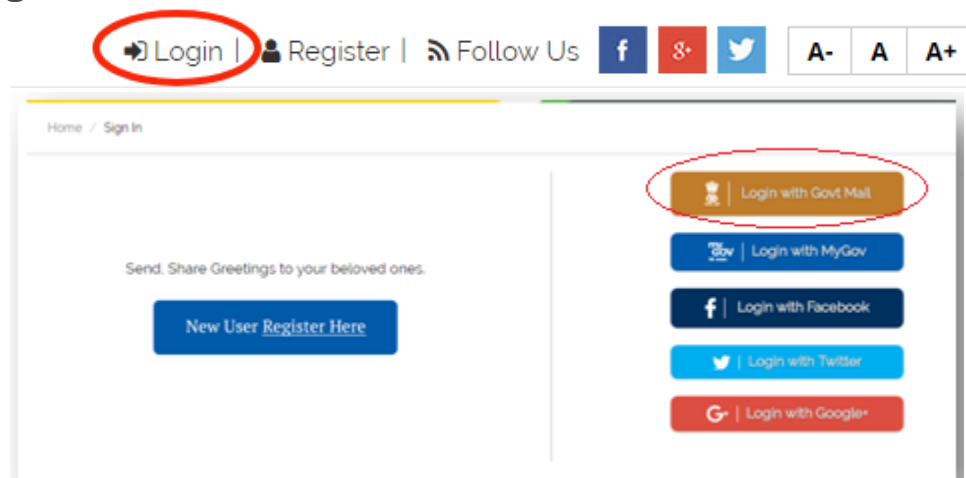 Login | Register | Follow Us f g+ A- A A+
Home / Sign In
Login with Govt Mail
Gov | Login with MyGov
Send, Share Greetings to your beloved ones.
New User Register Here
f | Login with Facebook
Login with Twitter
G+ | Login with Google+